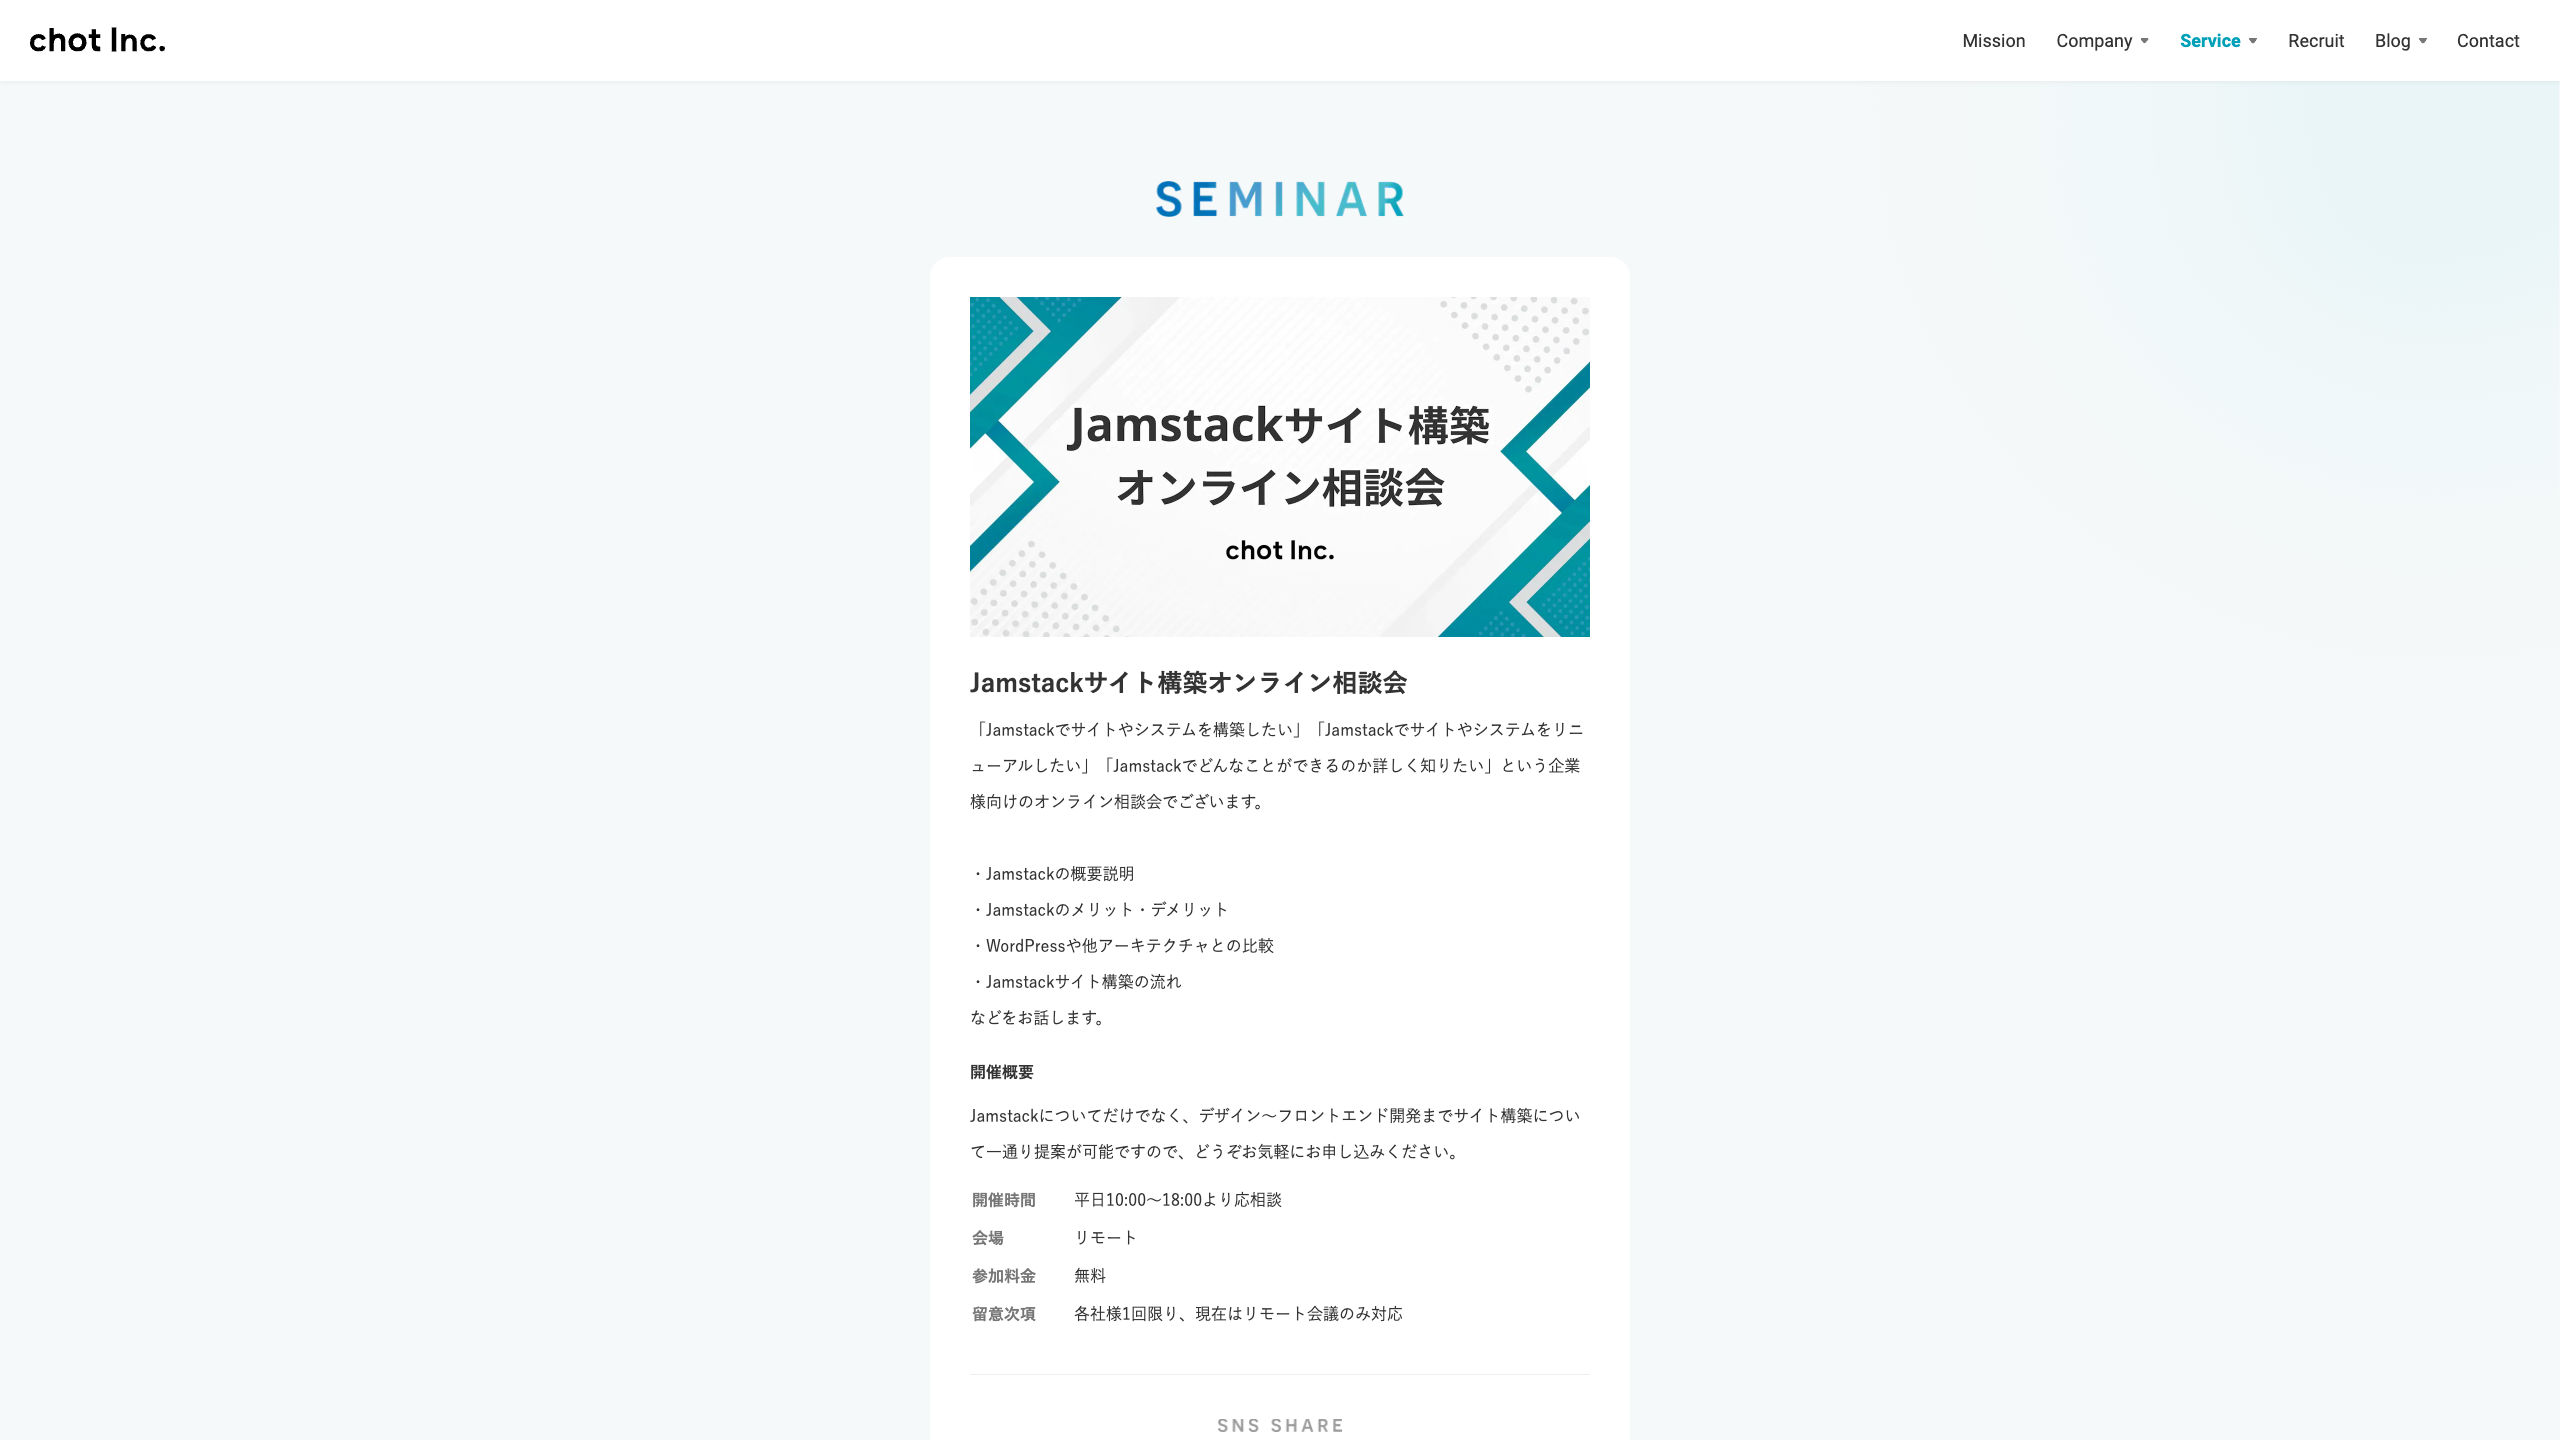 chot Inc.
Mission Company Service Recruit Blog Contact
SEMINAR
Jamstackサイト構築
オンライン相談会
chot Inc.
Jamstackサイト構築オンライン相談会
「Jamstackでサイトやシステムを構築したい」「Jamstackでサイトやシステムをリニ
ューアルしたい」「Jamstackでどんなことができるのか詳しく知りたい」という企業
様向けのオンライン相談会でございます。
・Jamstackの概要説明
・Jamstackのメリット・デメリット
・WordPressや他アーキテクチャとの比較
・Jamstackサイト構築の流れ
などをお話します。
開催概要
Jamstackについてだけでなく、デザイン〜フロントエンド開発までサイト構築につい
て一通り提案が可能ですので、どうぞお気軽にお申し込みください。
開催時間 平日10:00〜18:00より応相談
会場 リモート
参加料金 無料
留意次項 各社様1回限り、現在はリモート会議のみ対応
SNS SHARE